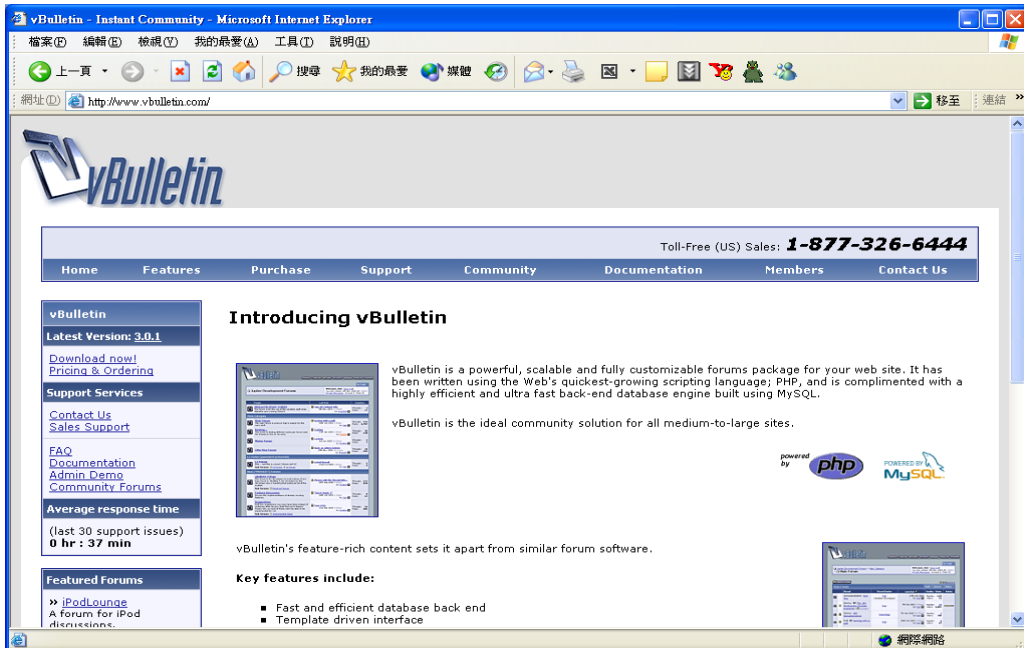 vBulletin - Instant Community - Microsoft Internet Explorer
檔案(F) 編輯(E) 檢視(V) 我的最愛(A) 工具(T) 說明(H)
上一頁 搜尋 我的最愛 媒體
網址(D) http://www.vbulletin.com/ 移至 連結 »
vBulletin
Toll-Free (US) Sales: 1-877-326-6444
Home Features Purchase Support Community Documentation Members Contact Us
vBulletin
Latest Version: 3.0.1
Download now!
Pricing & Ordering
Support Services
Contact Us
Sales Support
FAQ
Documentation
Admin Demo
Community Forums
Average response time
(last 30 support issues)
0 hr : 37 min
Featured Forums
» iPodLounge
A forum for iPod
discussions.
Introducing vBulletin
vBulletin is a powerful, scalable and fully customizable forums package for your web site. It has
been written using the Web's quickest-growing scripting language; PHP, and is complimented with a
highly efficient and ultra fast back-end database engine built using MySQL.
vBulletin is the ideal community solution for all medium-to-large sites.
powered
by php
POWERED BY
MySQL
vBulletin's feature-rich content sets it apart from similar forum software.
Key features include:
Fast and efficient database back end
Template driven interface
網際網路